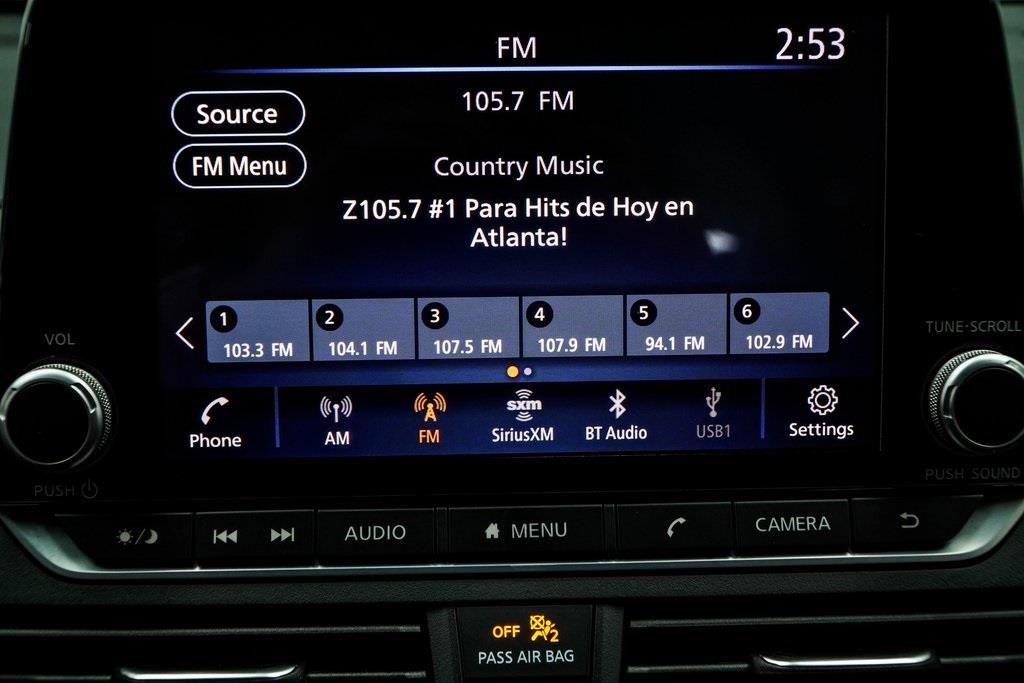 FM
2:53
Source
105.7 FM
FM Menu
Country Music
Z105.7 #1 Para Hits de Hoy en
Atlanta!
1
2
3
4
5
6
103.3 FM
104.1 FM
107.5 FM
107.9 FM
94.1 FM
102.9 FM
VOL
TUNE·SCROLL
Phone
AM
FM
sxm
SiriusXM
BT Audio
USB1
Settings
PUSH
PUSH SOUND
AUDIO
MENU
CAMERA
OFF
2
PASS AIR BAG